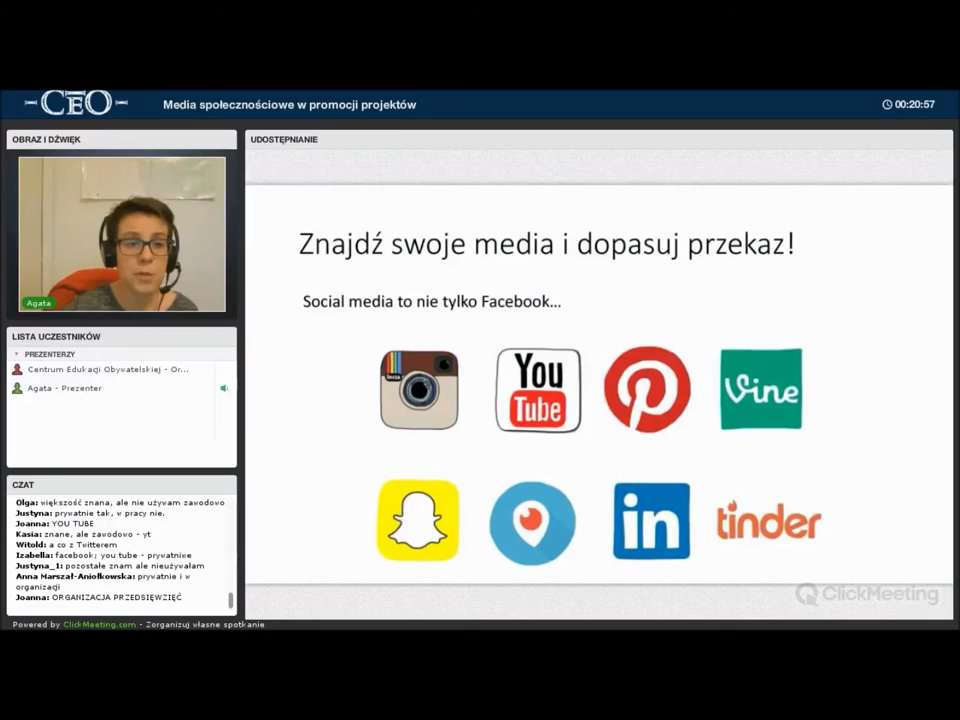 CEO
Media społecznościowe w promocji projektów
00:20:57
OBRAZ I DŹWIĘK
Agata
LISTA UCZESTNIKÓW
PREZENTERZY
Centrum Edukacji Obywatelskiej - Or...
Agata - Prezenter
CZAT
Olga: większość znana, ale nie używam zawodowo
Justyna: prywatnie tak, w pracy nie.
Joanna: YOU TUBE
Kasia: znane, ale zawodowo - yt
Witold: a co z Twitterem
Izabella: facebook; you tube - prywatniwe
Justyna_1: pozostałe znam ale nieużywałam
Anna Marszał-Aniołkowska: prywatnie i w
organizacji
Joanna: ORGANIZACJA PRZEDSIĘWZIĘĆ
UDOSTĘPNIANIE
Znajdź swoje media i dopasuj przekaz!
Social media to nie tylko Facebook...
You
Tube
Vine
in
tinder
ClickMeeting
Powered by ClickMeeting.com - Zorganizuj własne spotkanie